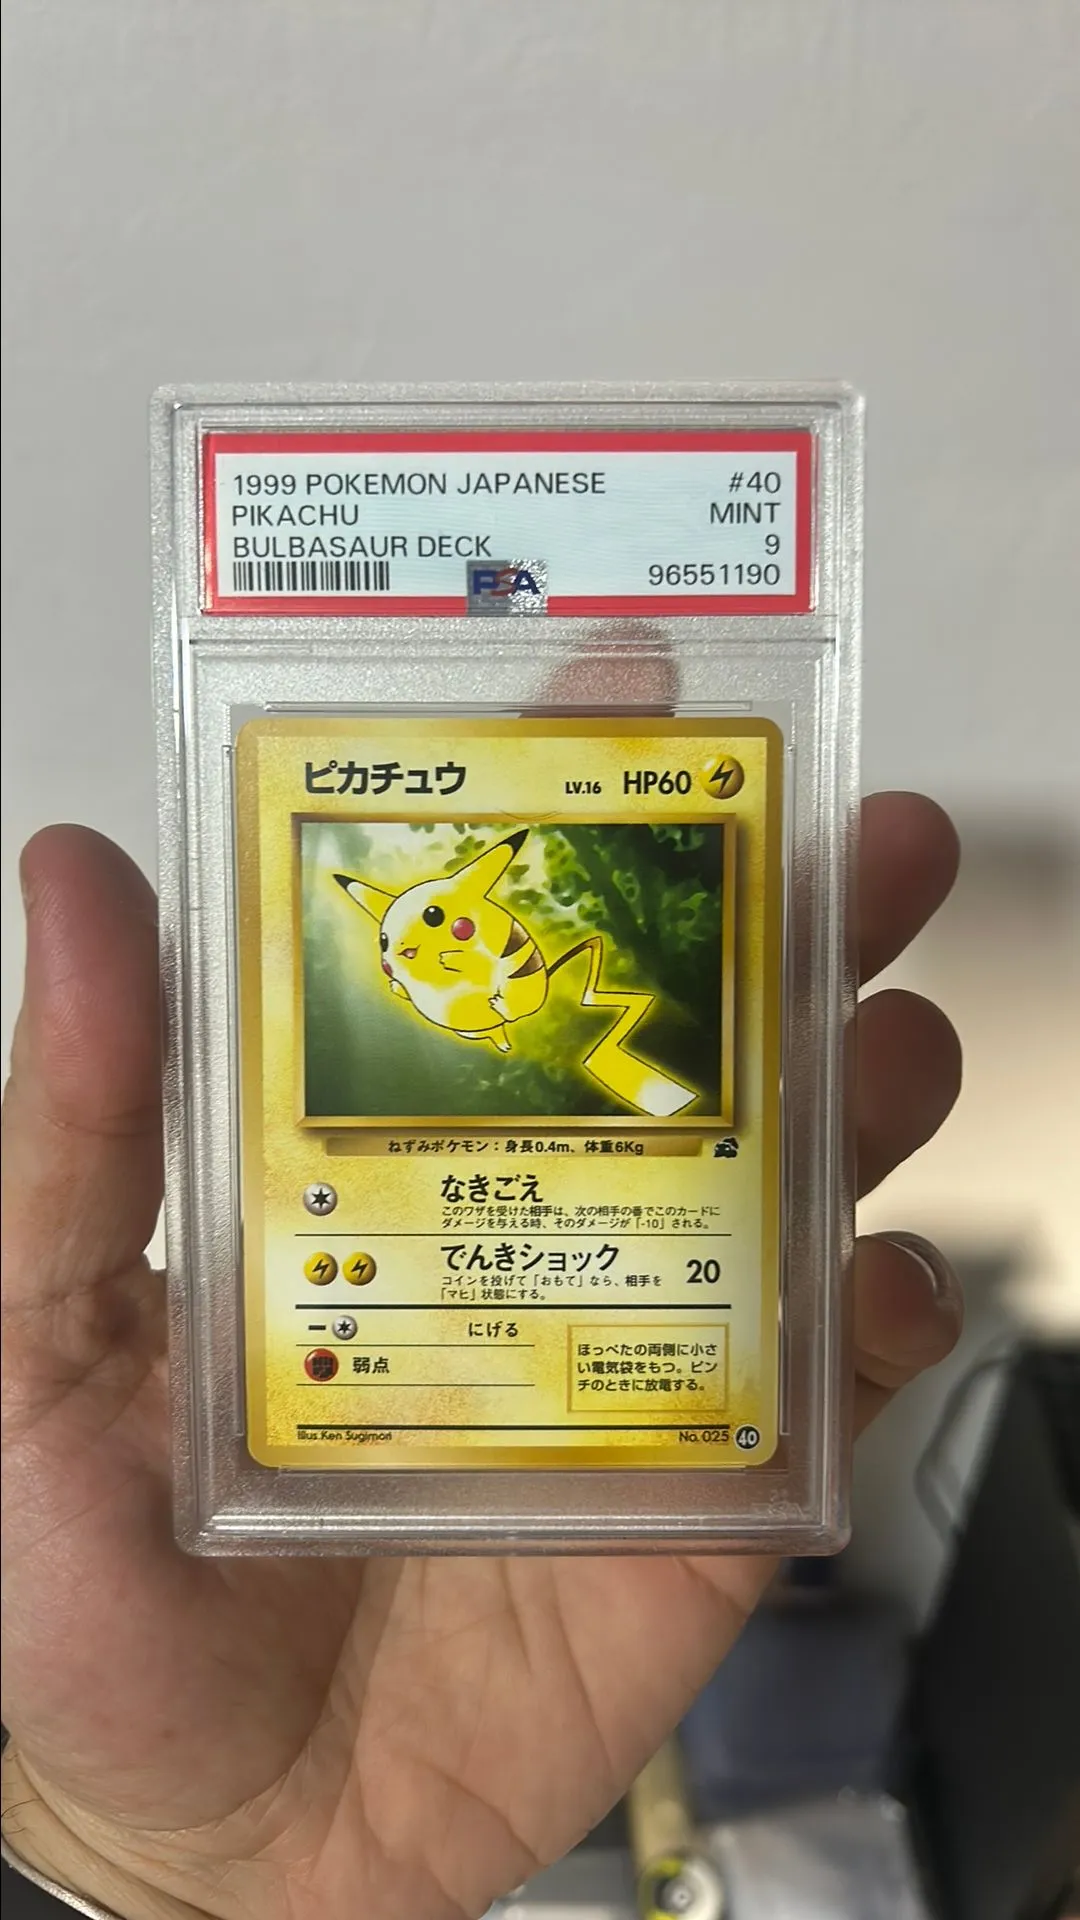 1999 POKEMON JAPANESE #40
PIKACHU MINT
BULBASAUR DECK 9
PSA 96551190
ピカチュウ LV.16 HP60
ねずみポケモン：身長0.4m、体重6Kg
なきごえ
このワザを受けた相手は、次の相手の番でこのカードに
ダメージを与える時、そのダメージが「-10」される。
でんきショック 20
コインを投げて「おもて」なら、相手を
「マヒ」状態にする。
にげる
弱点
ほっぺたの両側に小さ
い電気袋をもつ。ピン
チのときに放電する。
Illus.Ken Sugimori No.025 40